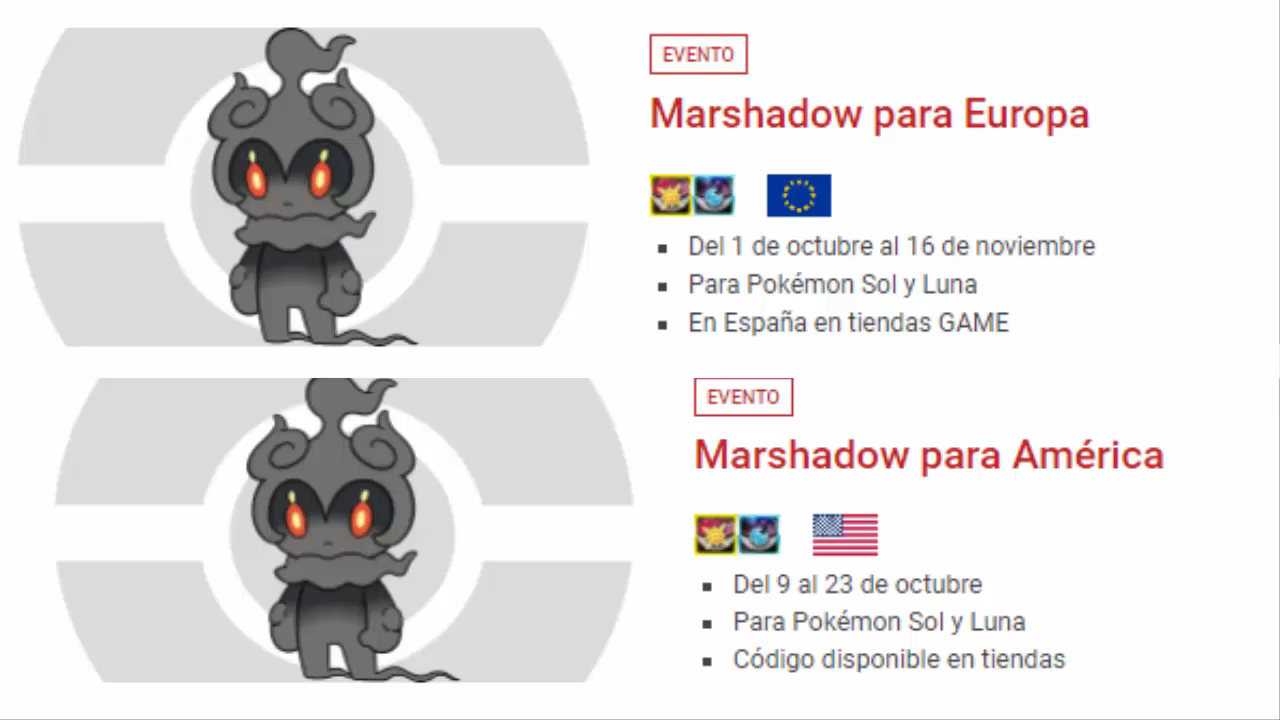 EVENTO
Marshadow para Europa
Del 1 de octubre al 16 de noviembre
Para Pokémon Sol y Luna
En España en tiendas GAME
EVENTO
Marshadow para América
Del 9 al 23 de octubre
Para Pokémon Sol y Luna
Código disponible en tiendas